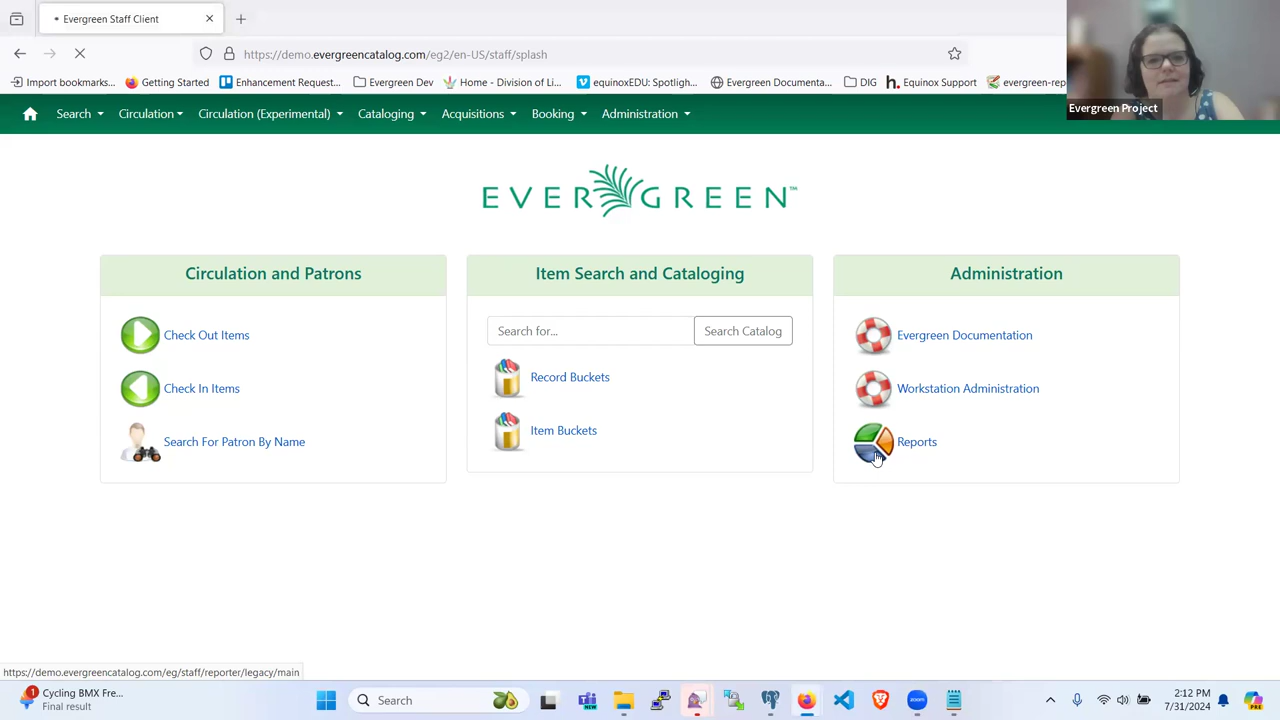 Evergreen Staff Client
https://demo.evergreencatalog.com/eg2/en-US/staff/splash
Import bookmarks... Getting Started Enhancement Request... Evergreen Dev Home - Division of Li... equinoxEDU: Spotligh... Evergreen Documenta... DIG Equinox Support evergreen-rep
Evergreen Project
Search Circulation Circulation (Experimental) Cataloging Acquisitions Booking Administration
EVERGREEN™
Circulation and Patrons
Check Out Items
Check In Items
Search For Patron By Name
Item Search and Cataloging
Search for... Search Catalog
Record Buckets
Item Buckets
Administration
Evergreen Documentation
Workstation Administration
Reports
https://demo.evergreencatalog.com/eg/staff/reporter/legacy/main
1 Cycling BMX Fre...
Final result
Search
NEW
zoom
2:12 PM
7/31/2024
PRE